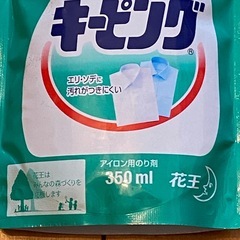 キーピング®
エリ・ソデに
汚れがつきにくい
アイロン用のり剤
350 ml
花王
花王は
みんなの森づくりを
応援します